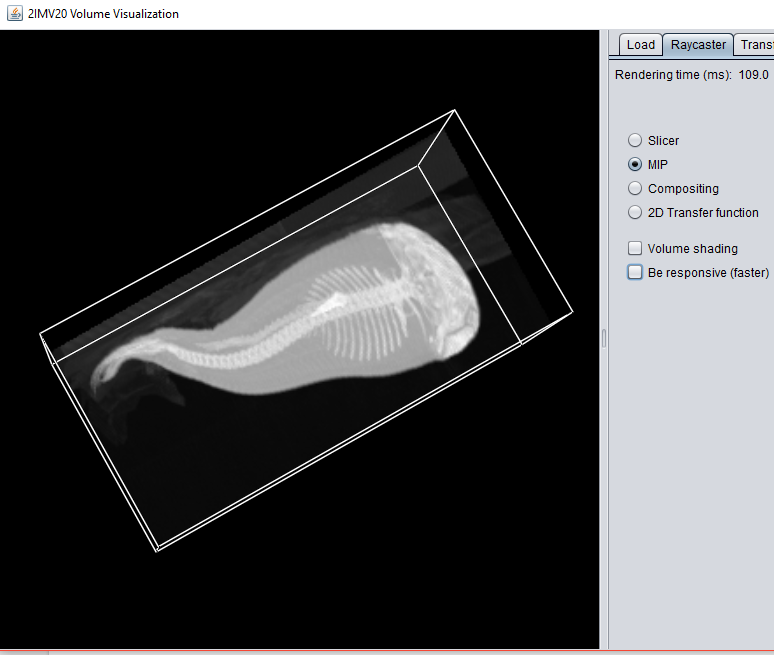 2IMV20 Volume Visualization
Load Raycaster Trans
Rendering time (ms): 109.0
Slicer
MIP
Compositing
2D Transfer function
Volume shading
Be responsive (faster)